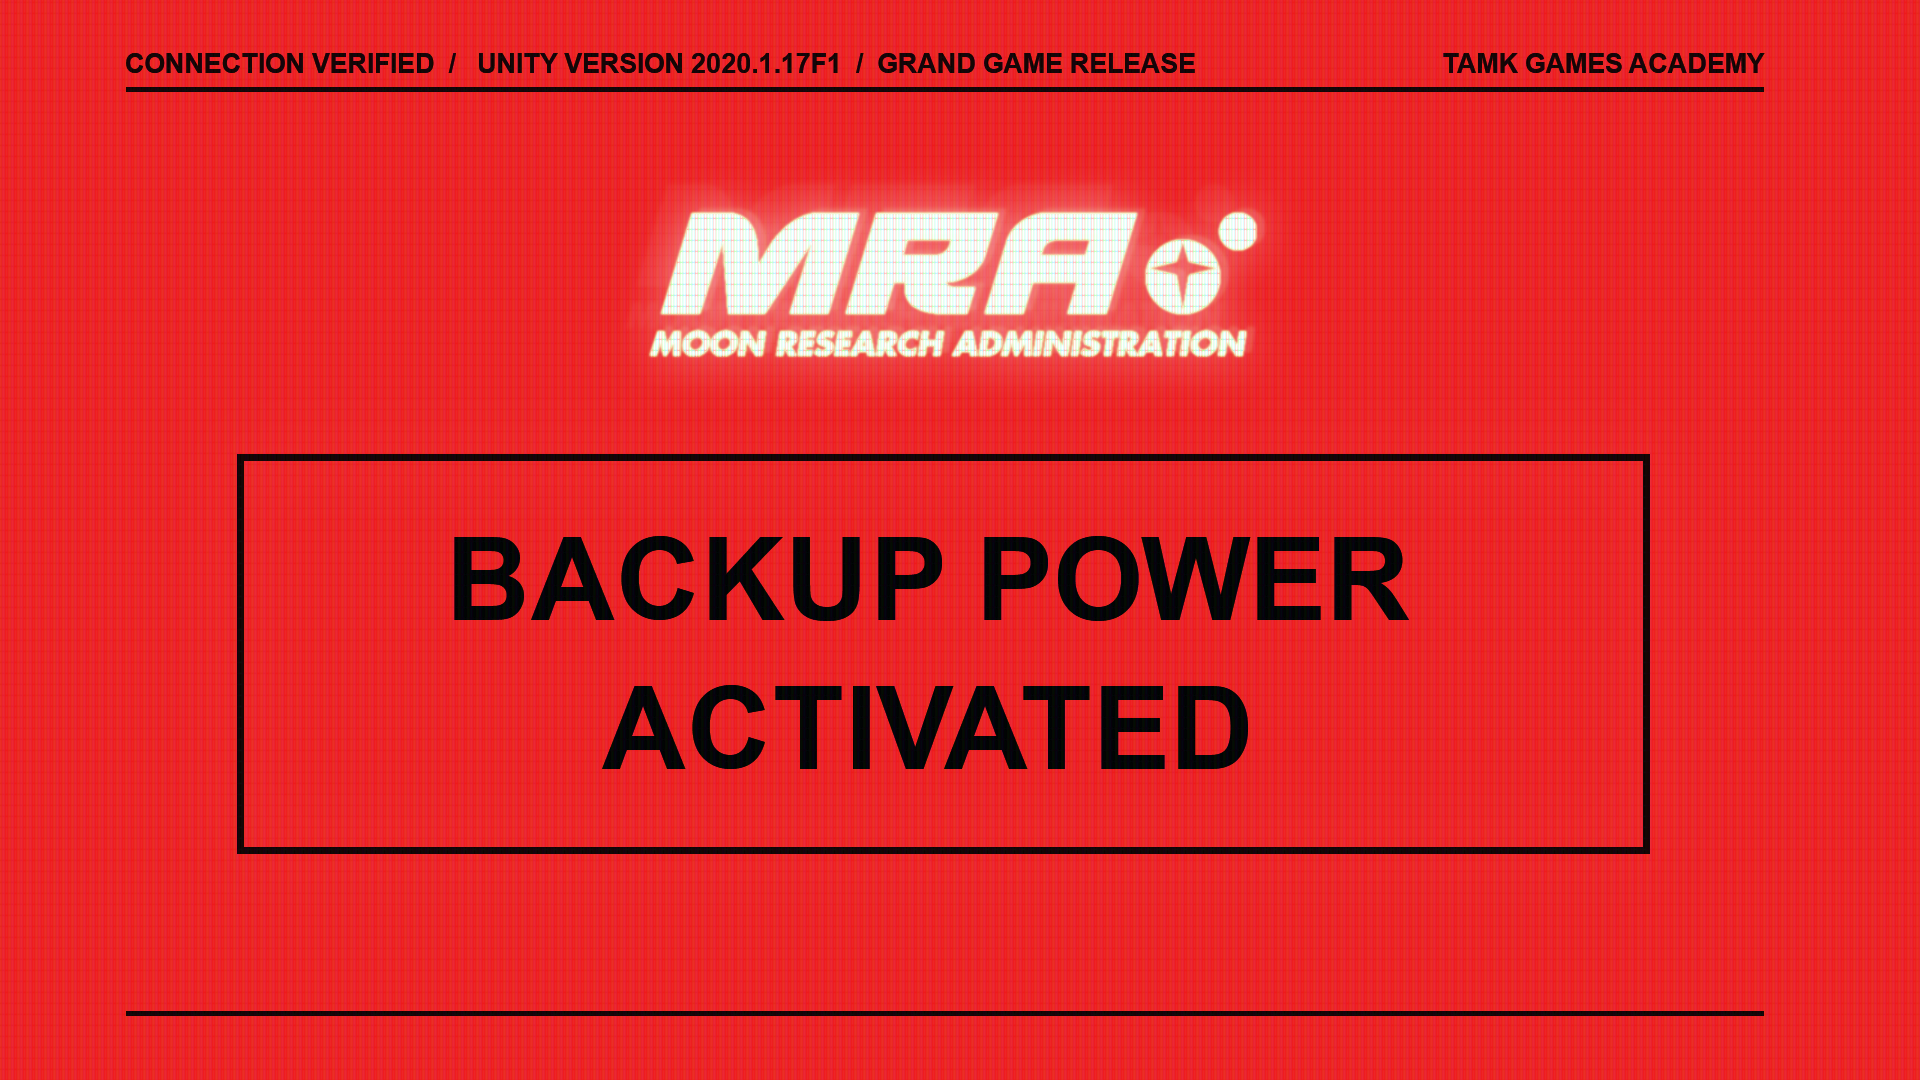 CONNECTION VERIFIED / UNITY VERSION 2020.1.17F1 / GRAND GAME RELEASE TAMK GAMES ACADEMY
MRA
MOON RESEARCH ADMINISTRATION
BACKUP POWER
ACTIVATED